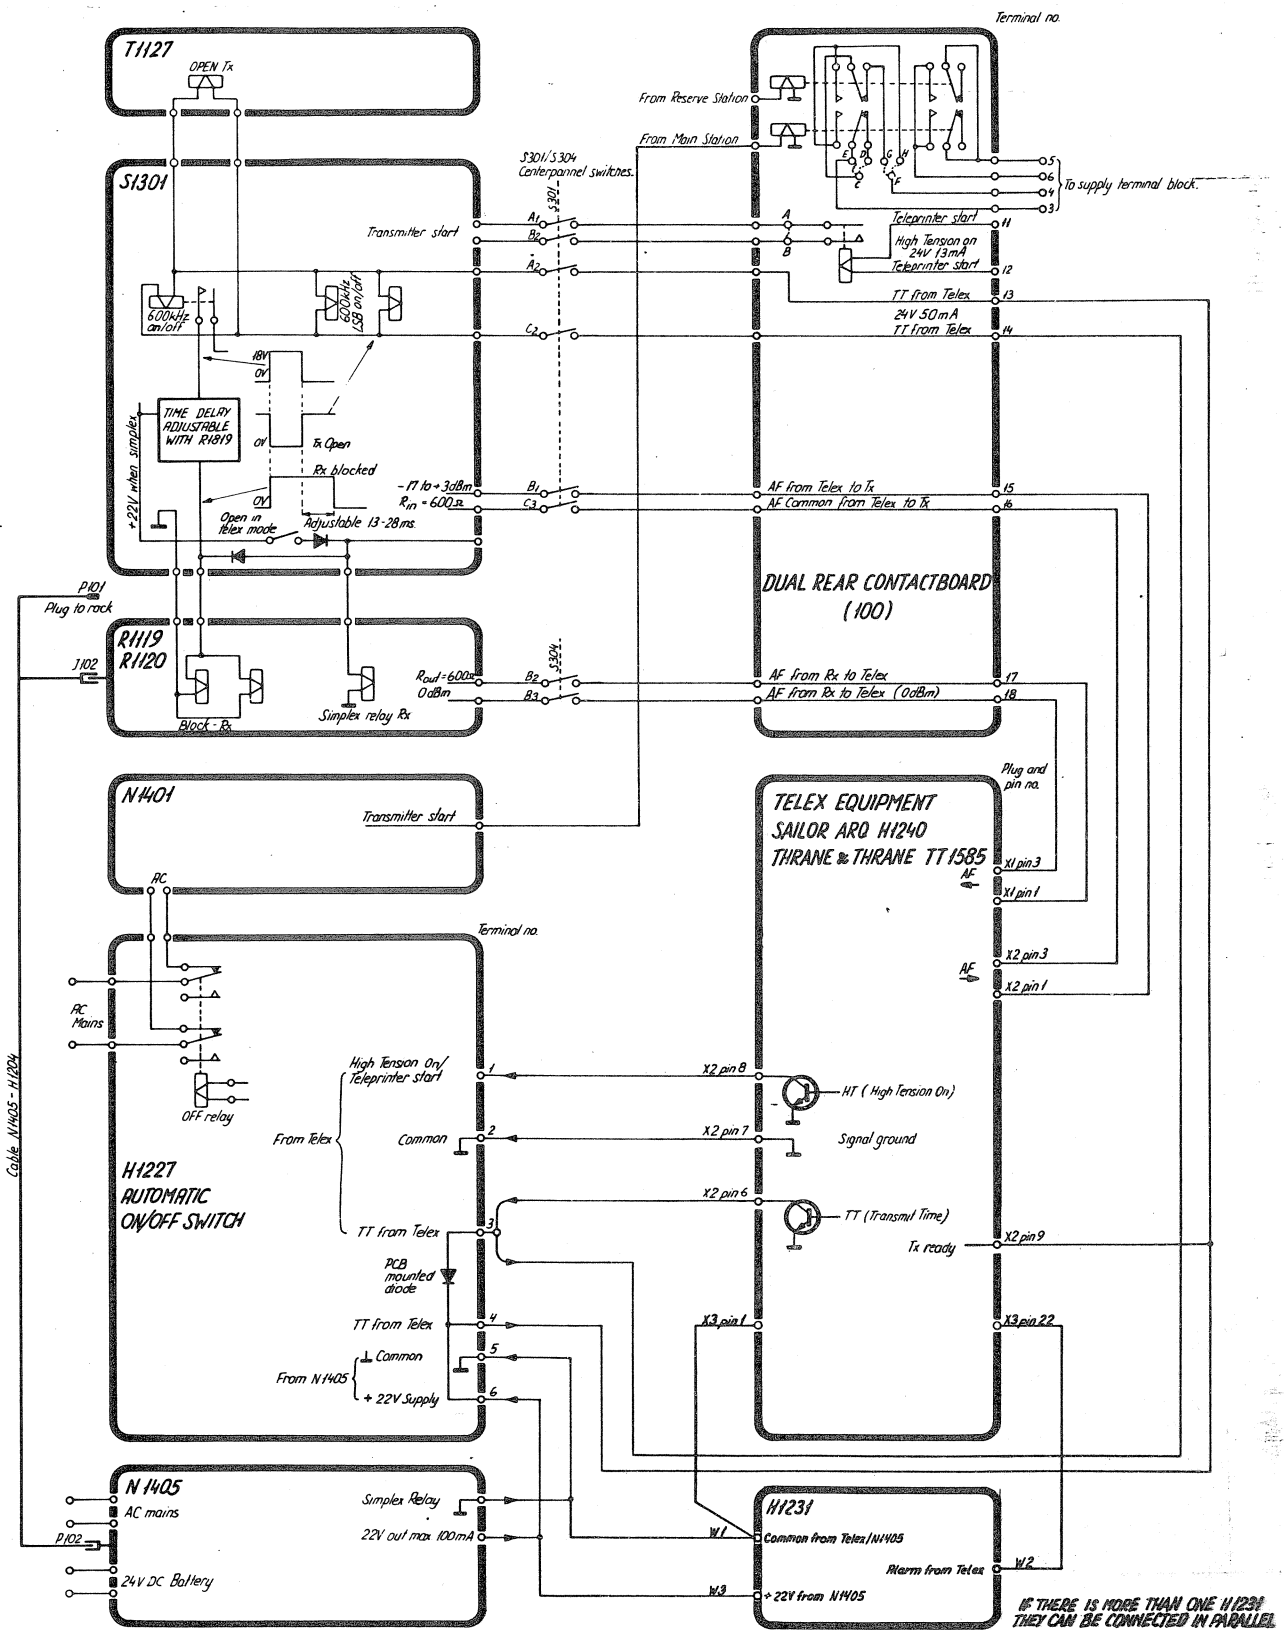 Terminal no.
T1127
OPEN Tx
From Reserve Station
From Main Station
E D G H
C F
5
6
4
3
To supply terminal block.
S1301
S301/S304
Centerpannel switches.
S301
Transmitter start
A1
B2
A2
C2
A
B
Teleprinter start
11
High Tension on
24V 13mA
Teleprinter start
12
TT from Telex
13
24V 50mA
TT from Telex
14
600kHz
on/off
600kHz
LSB on/off
18V
0V
TIME DELAY
ADJUSTABLE
WITH R1819
0V
Tx Open
Rx blocked
0V
+22V when simplex
Open in
telex mode
Adjustable 13-28ms.
-17 to +3dBm
Rin = 600Ω
B1
C3
AF from Telex to Tx
15
AF Common from Telex to Tx
16
DUAL REAR CONTACTBOARD
(100)
P101
Plug to rack
J102
R1119
R1120
Block - Rx
Simplex relay Rx
Rout = 600Ω
0dBm
S304
B2
B3
AF from Rx to Telex
17
AF from Rx to Telex (0dBm)
18
N1401
Transmitter start
AC
Plug and
pin no.
TELEX EQUIPMENT
SAILOR ARQ H1240
THRANE & THRANE TT1585
AF
X1 pin 3
X1 pin 1
AF
X2 pin 3
X2 pin 1
Terminal no.
AC
Mains
OFF relay
H1227
AUTOMATIC
ON/OFF SWITCH
High Tension On/
Teleprinter start
1
From Telex
Common
2
TT from Telex
3
PCB
mounted
diode
TT from Telex
4
Common
5
From N1405
+ 22V Supply
6
X2 pin 8
HT (High Tension On)
X2 pin 7
Signal ground
X2 pin 6
TT (Transmit Time)
Tx ready
X2 pin 9
X3 pin 1
X3 pin 22
Cable N1405 - H1204
N1405
AC mains
P102
24V DC Battery
Simplex Relay
22V out max 100mA
H1231
W1
Common from Telex/N1405
Alarm from Telex
W2
W3
+ 22V from N1405
IF THERE IS MORE THAN ONE H1231
THEY CAN BE CONNECTED IN PARALLEL